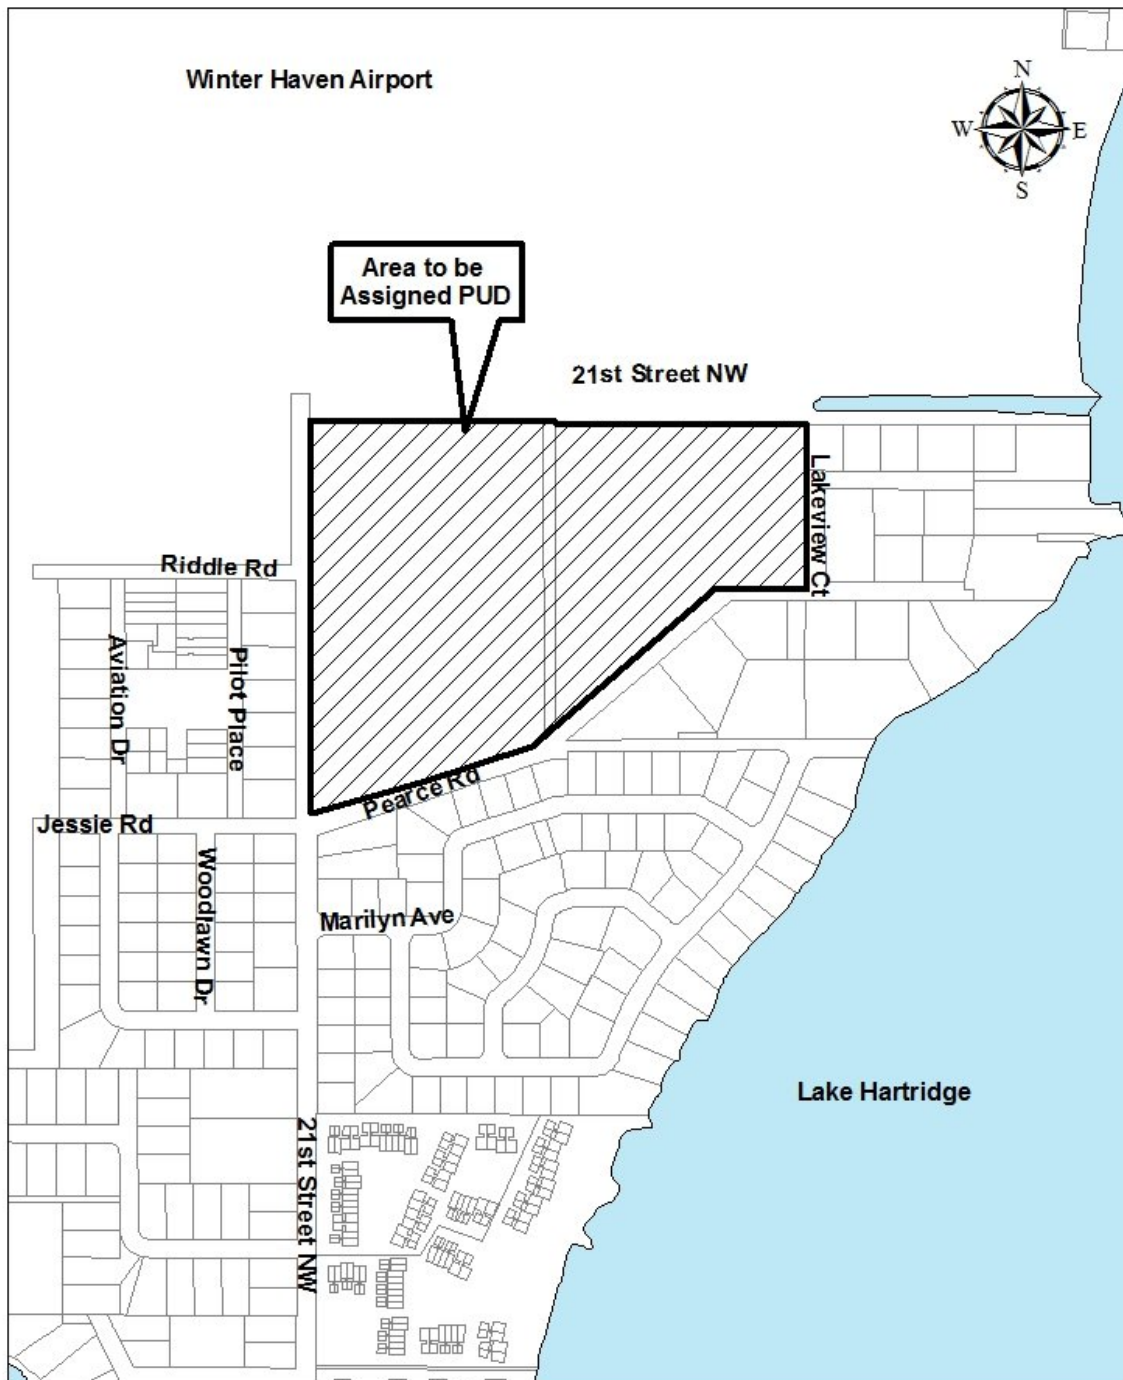 Winter Haven Airport
N
W
E
S
Area to be
Assigned PUD
21st Street NW
Lakeview Ct
Riddle Rd
Aviation Dr
Pilot Place
Pearce Rd
Jessie Rd
Woodlawn Dr
Marilyn Ave
Lake Hartridge
21st Street NW